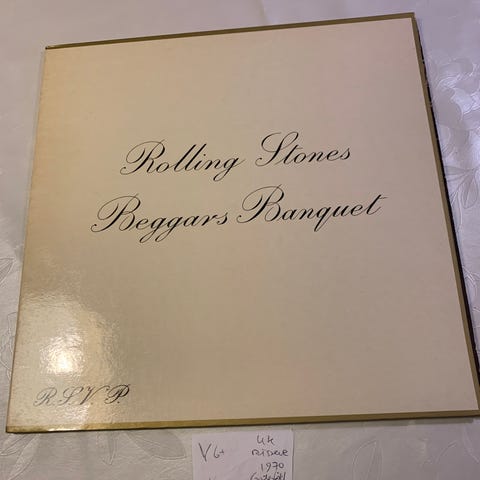 Rolling Stones
Beggars Banquet
R.S.V.P.
VG+
UK
reissue
1970